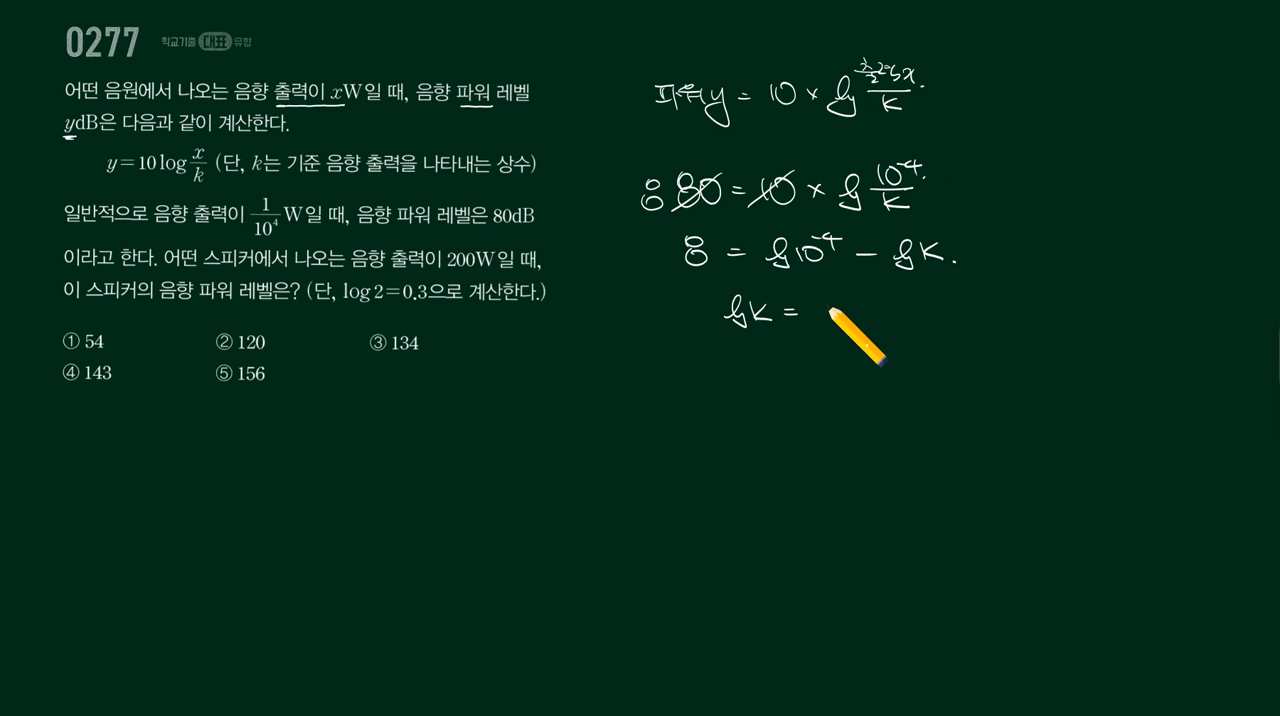 0277 학교기출 대표 유형
어떤 음원에서 나오는 음향 출력이 xW일 때, 음향 파워 레벨
ydB은 다음과 같이 계산한다.
y=10 log x/k (단, k는 기준 음향 출력을 나타내는 상수)
일반적으로 음향 출력이 1/10⁴ W일 때, 음향 파워 레벨은 80dB
이라고 한다. 어떤 스피커에서 나오는 음향 출력이 200W일 때,
이 스피커의 음향 파워 레벨은? (단, log 2=0.3으로 계산한다.)
① 54 ② 120 ③ 134
④ 143 ⑤ 156
파워y = 10 × log 출력x/k.
8 80 = 10 × log 10⁻⁴/k.
8 = log 10⁻⁴ - log k.
log k =